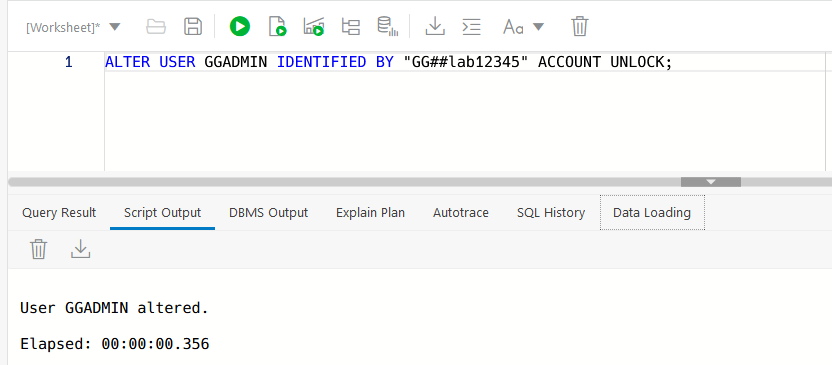 [Worksheet]* Aa
1 ALTER USER GGADMIN IDENTIFIED BY "GG##lab12345" ACCOUNT UNLOCK;
Query Result Script Output DBMS Output Explain Plan Autotrace SQL History Data Loading
User GGADMIN altered.
Elapsed: 00:00:00.356